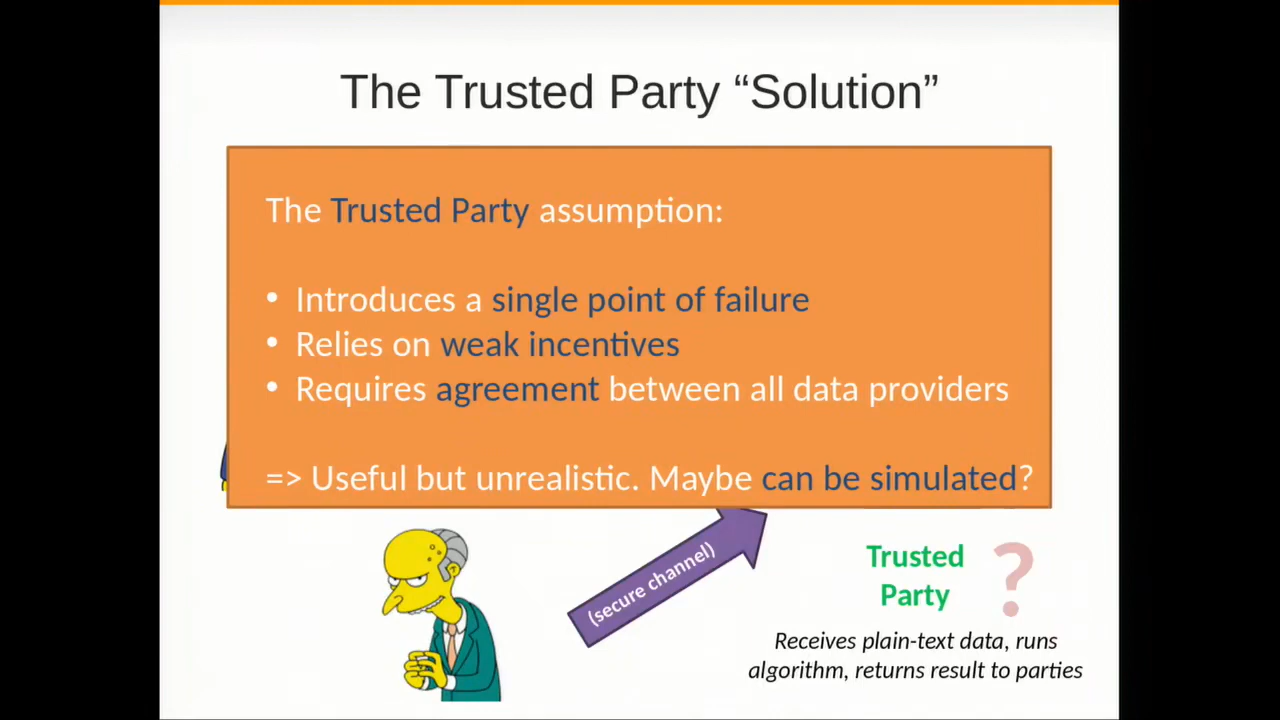 The Trusted Party “Solution”
The Trusted Party assumption:
• Introduces a single point of failure
• Relies on weak incentives
• Requires agreement between all data providers
=> Useful but unrealistic. Maybe can be simulated?
(secure channel)
Trusted
Party
?
Receives plain-text data, runs
algorithm, returns result to parties